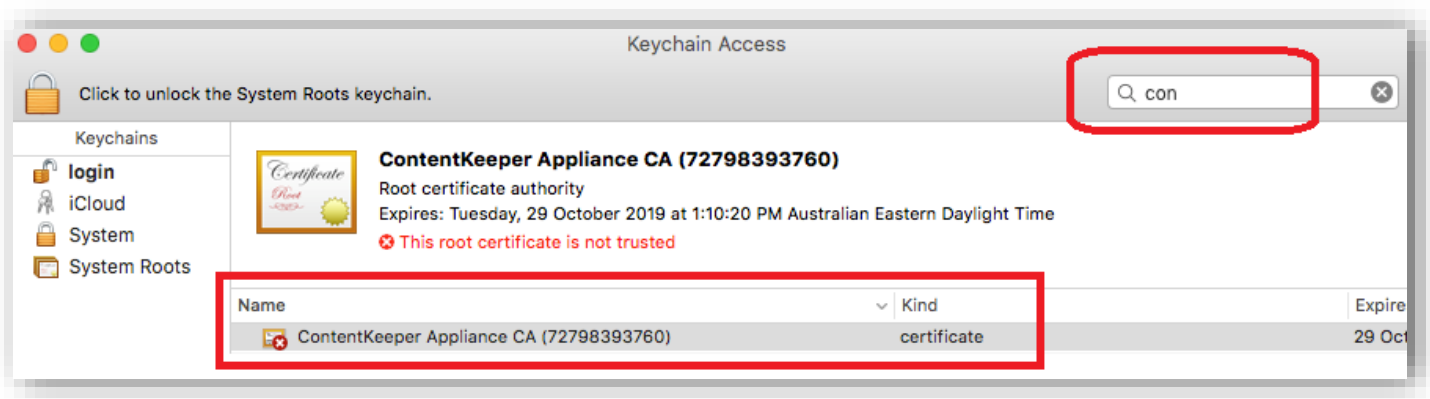 Keychain Access
Click to unlock the System Roots keychain.
con
Keychains
login
iCloud
System
System Roots
Certificate
Root
ContentKeeper Appliance CA (72798393760)
Root certificate authority
Expires: Tuesday, 29 October 2019 at 1:10:20 PM Australian Eastern Daylight Time
This root certificate is not trusted
Name Kind Expire
ContentKeeper Appliance CA (72798393760) certificate 29 Oct